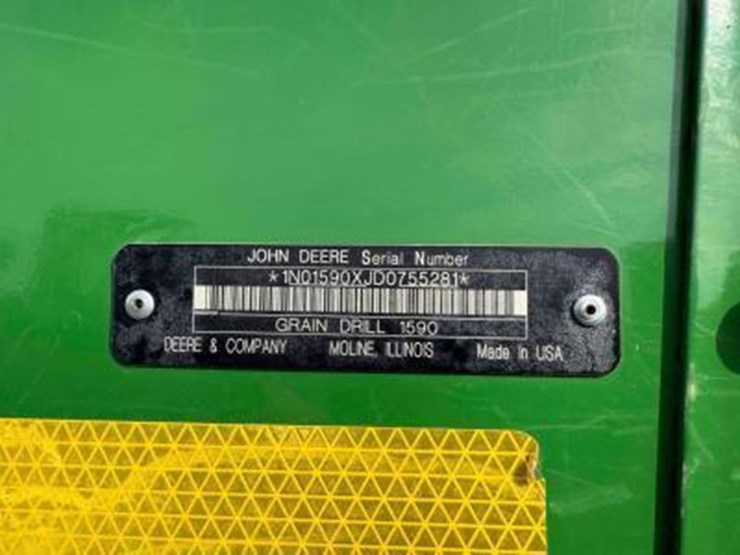 JOHN DEERE Serial Number
*1N01590XJD0755281*
GRAIN DRILL 1590
DEERE & COMPANY MOLINE, ILLINOIS Made in USA